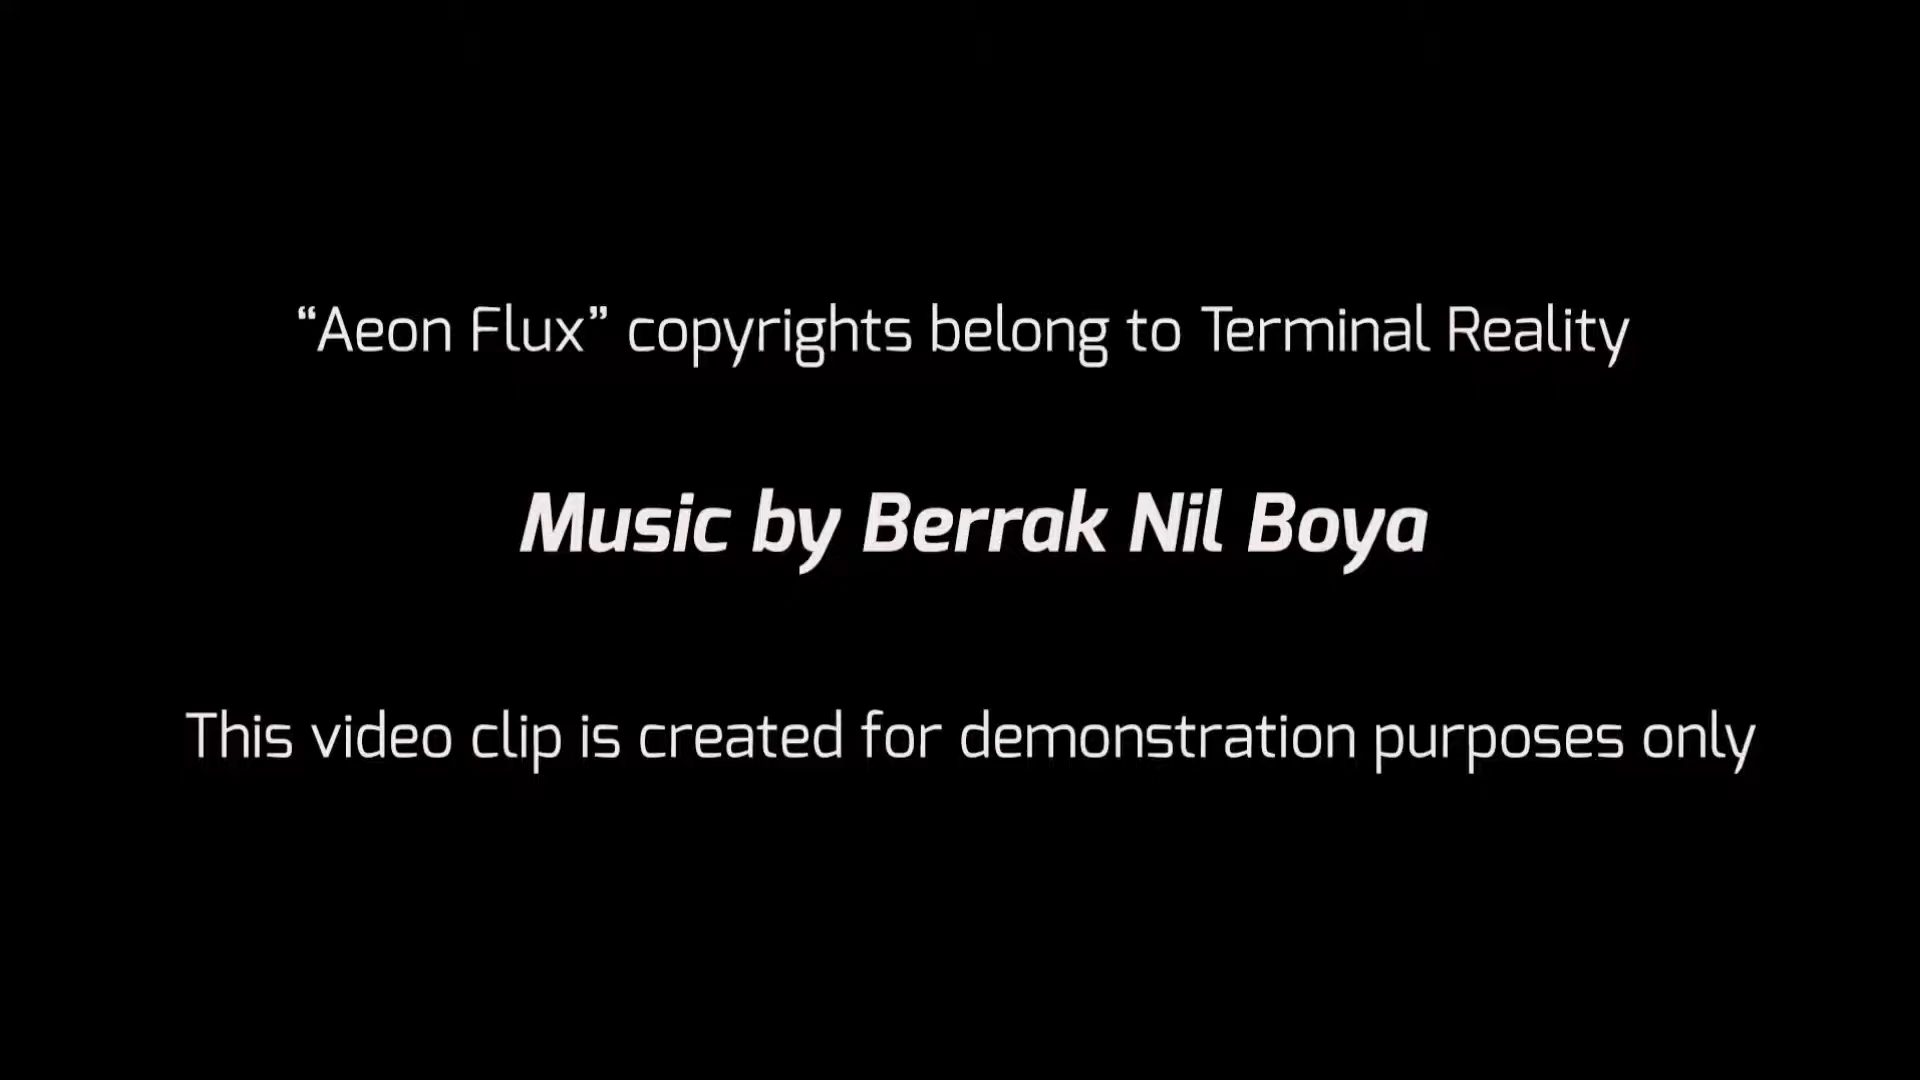 “Aeon Flux” copyrights belong to Terminal Reality
Music by Berrak Nil Boya
This video clip is created for demonstration purposes only